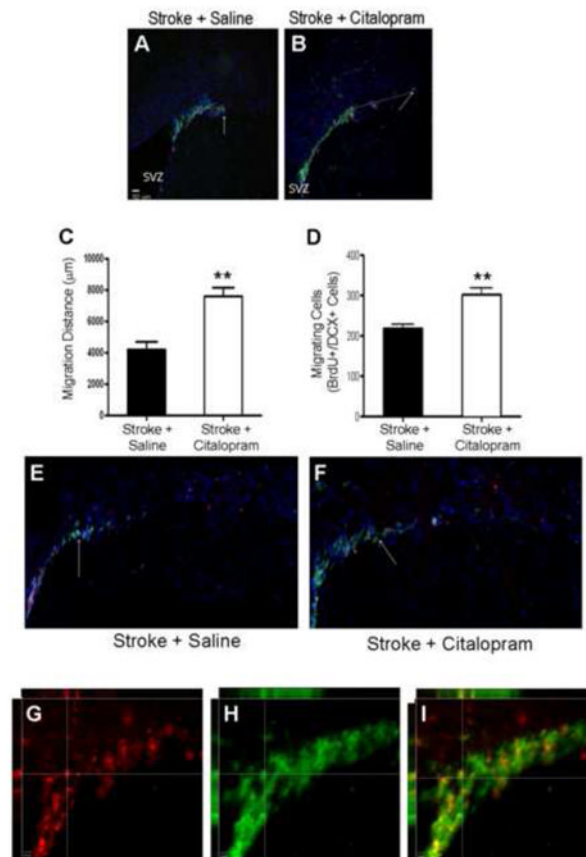 Stroke + Saline
Stroke + Citalopram
A
B
SVZ
SVZ
C
D
Migration Distance (µm)
10000
8000
6000
4000
2000
0
**
Stroke +
Saline
Stroke +
Citalopram
Migrating Cells
(BrdU+/DCX+ Cells)
400
300
200
100
0
**
Stroke +
Saline
Stroke +
Citalopram
E
F
Stroke + Saline
Stroke + Citalopram
G
H
I